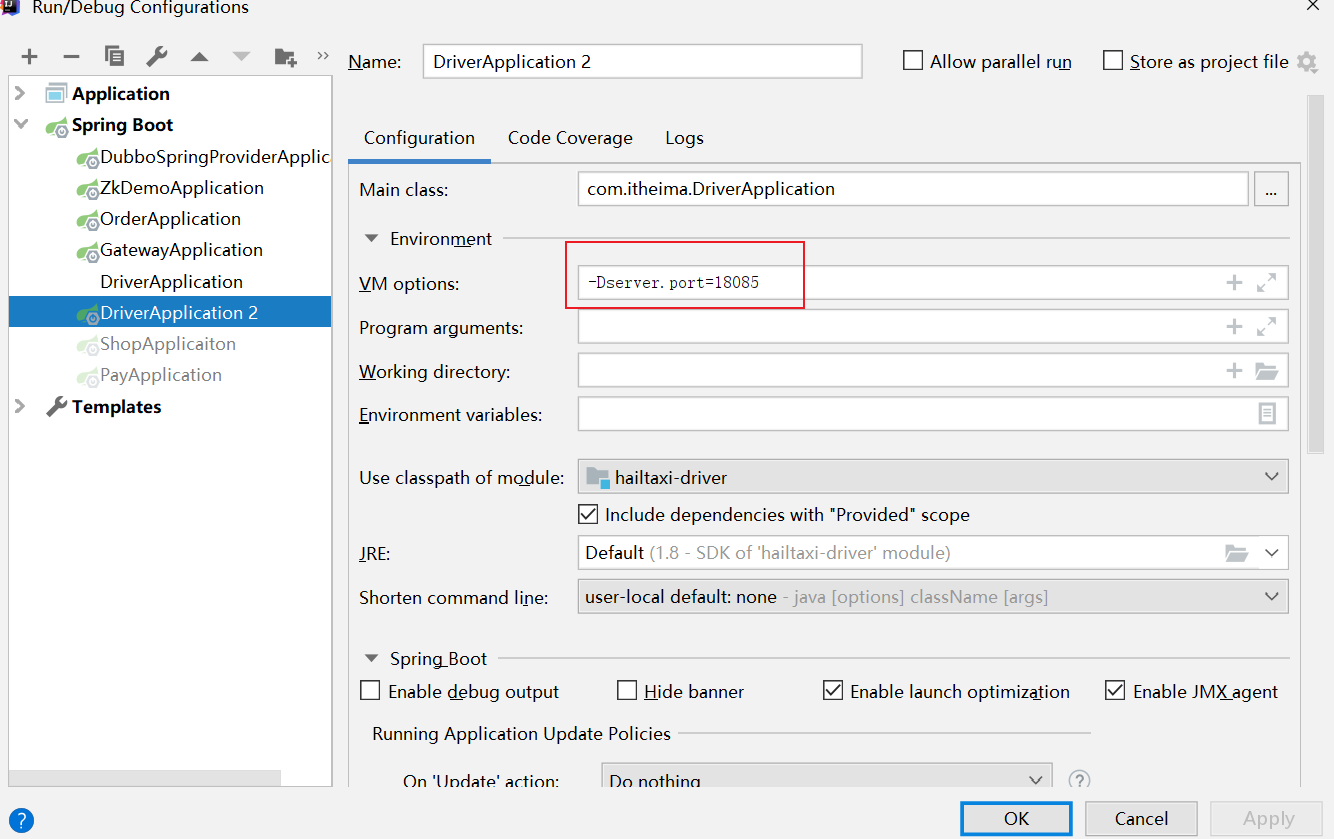 Run/Debug Configurations
Name: DriverApplication 2 Allow parallel run Store as project file
Application
Spring Boot
DubboSpringProviderApplic
ZkDemoApplication
OrderApplication
GatewayApplication
DriverApplication
DriverApplication 2
ShopApplicaiton
PayApplication
Templates
Configuration Code Coverage Logs
Main class: com.itheima.DriverApplication ...
Environment
VM options: -Dserver.port=18085
Program arguments:
Working directory:
Environment variables:
Use classpath of module: hailtaxi-driver
Include dependencies with "Provided" scope
JRE: Default (1.8 - SDK of 'hailtaxi-driver' module)
Shorten command line: user-local default: none - java [options] className [args]
Spring Boot
Enable debug output Hide banner Enable launch optimization Enable JMX agent
Running Application Update Policies
On 'Update' action: Do nothing ?
? OK Cancel Apply